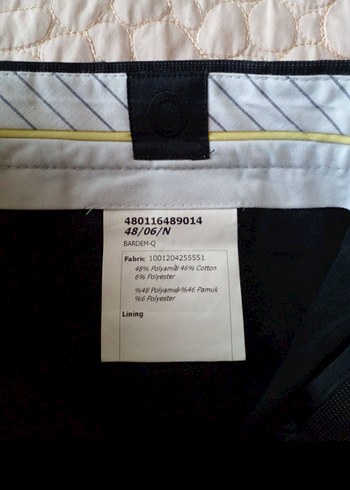 480116489014
48/06/N
BARDEM-Q
Fabric 1001204255551
48% Polyamid 46% Cotton
6% Polyester
%48 Polyamid %46 Pamuk
%6 Polyester
Lining